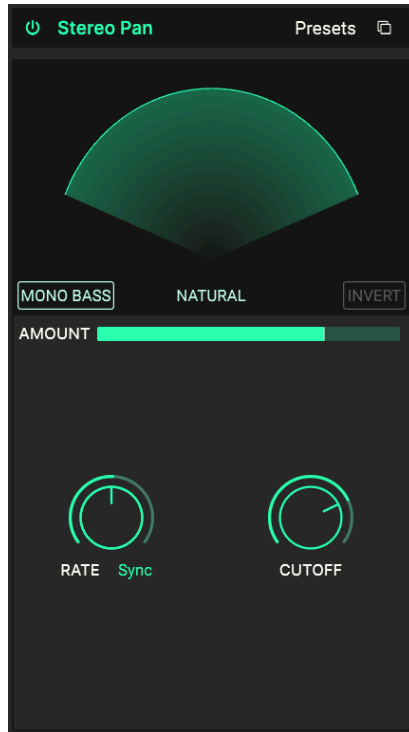 Stereo Pan Presets
MONO BASS NATURAL INVERT
AMOUNT
RATE Sync CUTOFF